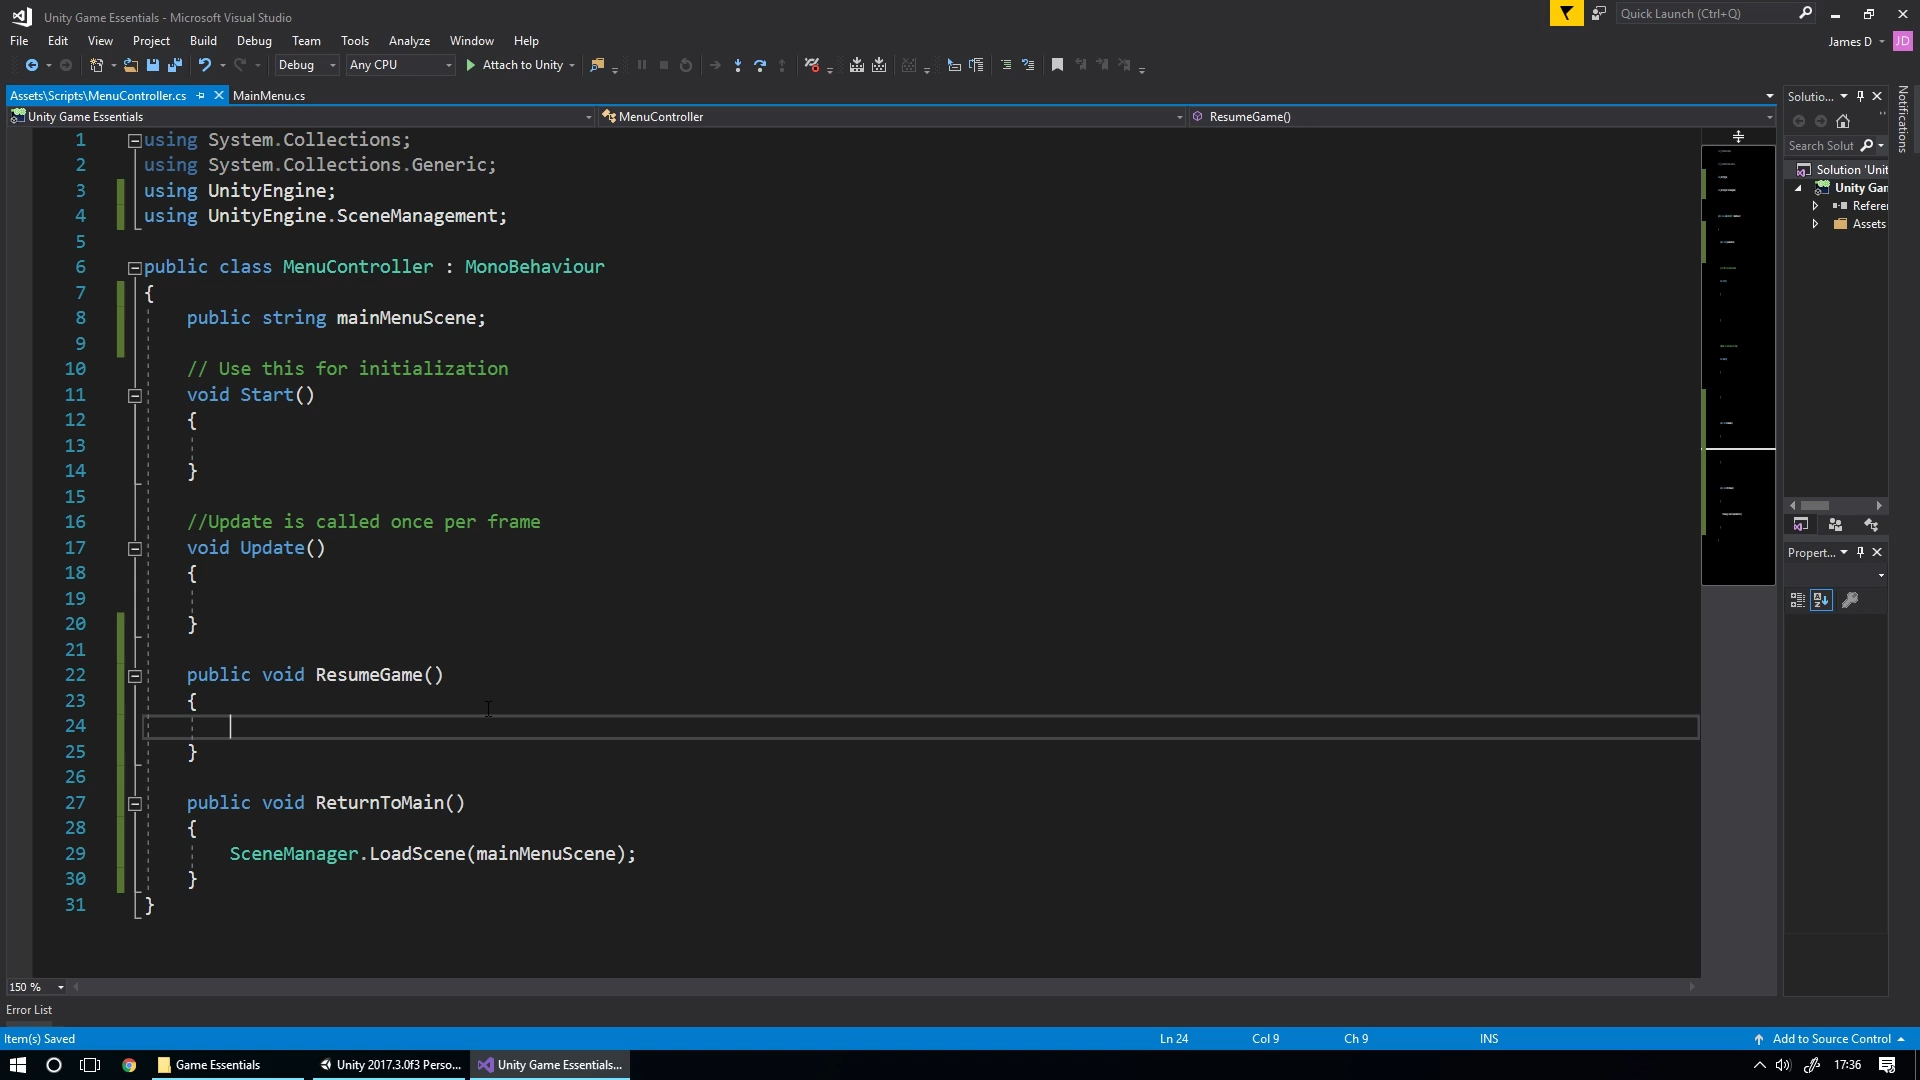 Unity Game Essentials - Microsoft Visual Studio
Quick Launch (Ctrl+Q)
File Edit View Project Build Debug Team Tools Analyze Window Help
James D
JD
Debug
Any CPU
Attach to Unity
Assets\Scripts\MenuController.cs
MainMenu.cs
Unity Game Essentials
MenuController
ResumeGame()
1 using System.Collections;
2 using System.Collections.Generic;
3 using UnityEngine;
4 using UnityEngine.SceneManagement;
5
6 public class MenuController : MonoBehaviour
7 {
8 public string mainMenuScene;
9
10 // Use this for initialization
11 void Start()
12 {
13
14 }
15
16 //Update is called once per frame
17 void Update()
18 {
19
20 }
21
22 public void ResumeGame()
23 {
24
25 }
26
27 public void ReturnToMain()
28 {
29 SceneManager.LoadScene(mainMenuScene);
30 }
31 }
Solutio...
Search Solut
Solution 'Unit
Unity Gam
Referen
Assets
Propert...
Notifications
150 %
Error List
Item(s) Saved
Ln 24 Col 9 Ch 9 INS
Add to Source Control
Game Essentials
Unity 2017.3.0f3 Perso...
Unity Game Essentials...
17:36